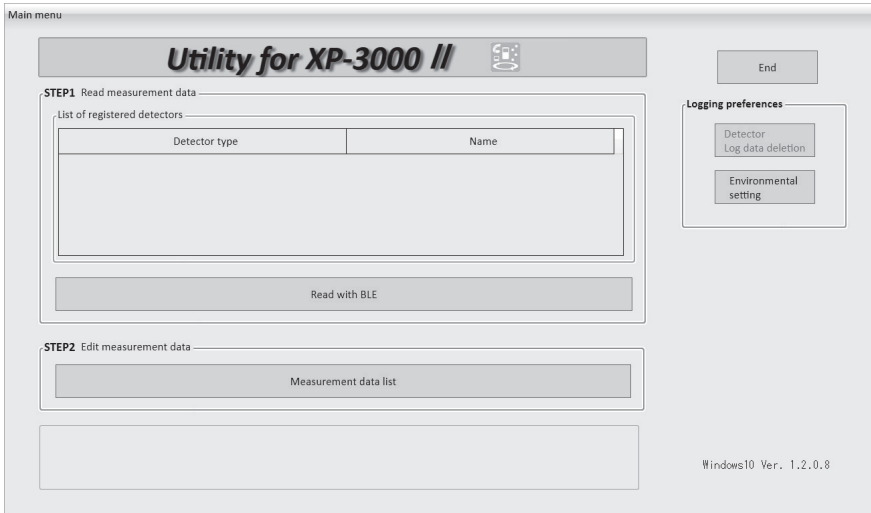 Main menu
Utility for XP-3000 II
End
STEP1 Read measurement data
List of registered detectors
Detector type
Name
Read with BLE
Logging preferences
Detector
Log data deletion
Environmental
setting
STEP2 Edit measurement data
Measurement data list
Windows10 Ver. 1.2.0.8